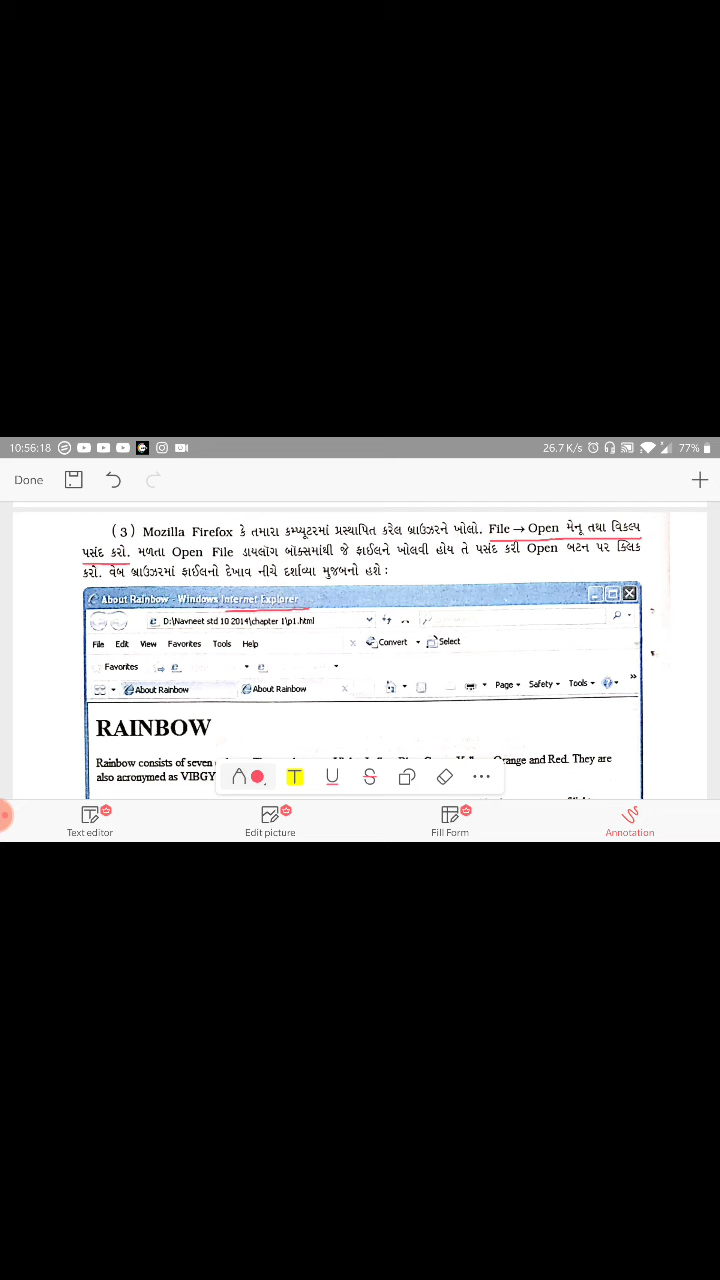 10:56:18
26.7 K/s
77%
Done
(3) Mozilla Firefox કે તમારા કમ્પ્યૂટરમાં પ્રસ્થાપિત કરેલ બ્રાઉઝરને ખોલો. File → Open મેનૂ તથા વિકલ્પ
પસંદ કરો. મળતા Open File ડાયલૉગ બૉક્સમાંથી જે ફાઈલને ખોલવી હોય તે પસંદ કરી Open બટન પર ક્લિક
કરો. વેબ બ્રાઉઝરમાં ફાઈલનો દેખાવ નીચે દર્શાવ્યા મુજબનો હશે :
About Rainbow - Windows Internet Explorer
D:\Navneet std 10 2014\chapter 1\p1.html
File Edit View Favorites Tools Help
x Convert Select
Favorites
About Rainbow About Rainbow x Page Safety Tools »
RAINBOW
Rainbow consists of seven Orange and Red. They are
also acronymed as VIBGY
T U S
Text editor Edit picture Fill Form Annotation